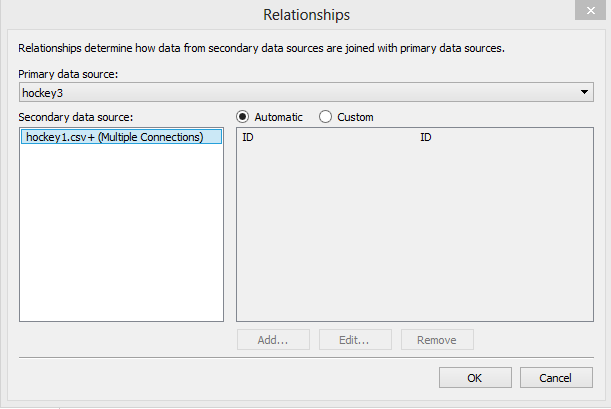 Relationships
Relationships determine how data from secondary data sources are joined with primary data sources.
Primary data source:
hockey3
Secondary data source:
Automatic
Custom
hockey1.csv+ (Multiple Connections)
ID
ID
Add...
Edit...
Remove
OK
Cancel